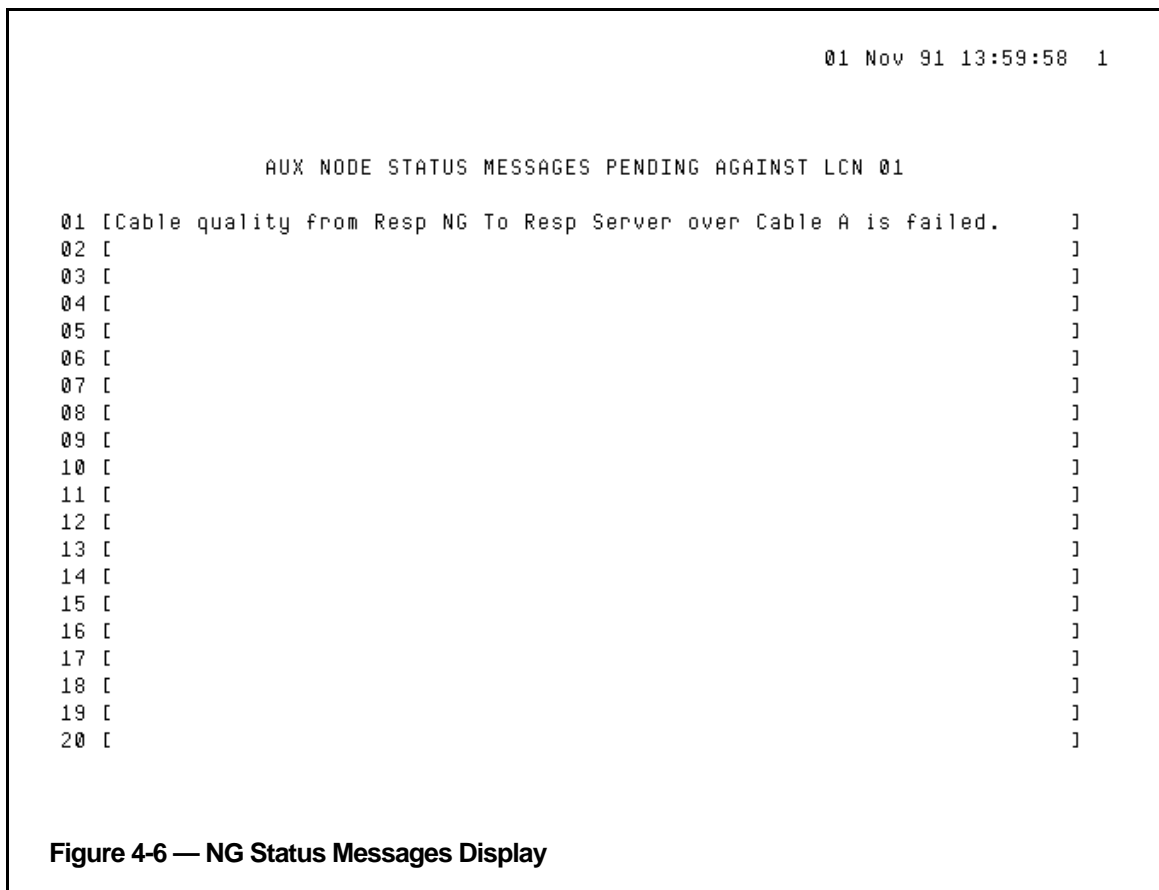 01 Nov 91 13:59:58 1
AUX NODE STATUS MESSAGES PENDING AGAINST LCN 01
01 [Cable quality from Resp NG To Resp Server over Cable A is failed. ]
02 [ ]
03 [ ]
04 [ ]
05 [ ]
06 [ ]
07 [ ]
08 [ ]
09 [ ]
10 [ ]
11 [ ]
12 [ ]
13 [ ]
14 [ ]
15 [ ]
16 [ ]
17 [ ]
18 [ ]
19 [ ]
20 [ ]
Figure 4-6 — NG Status Messages Display